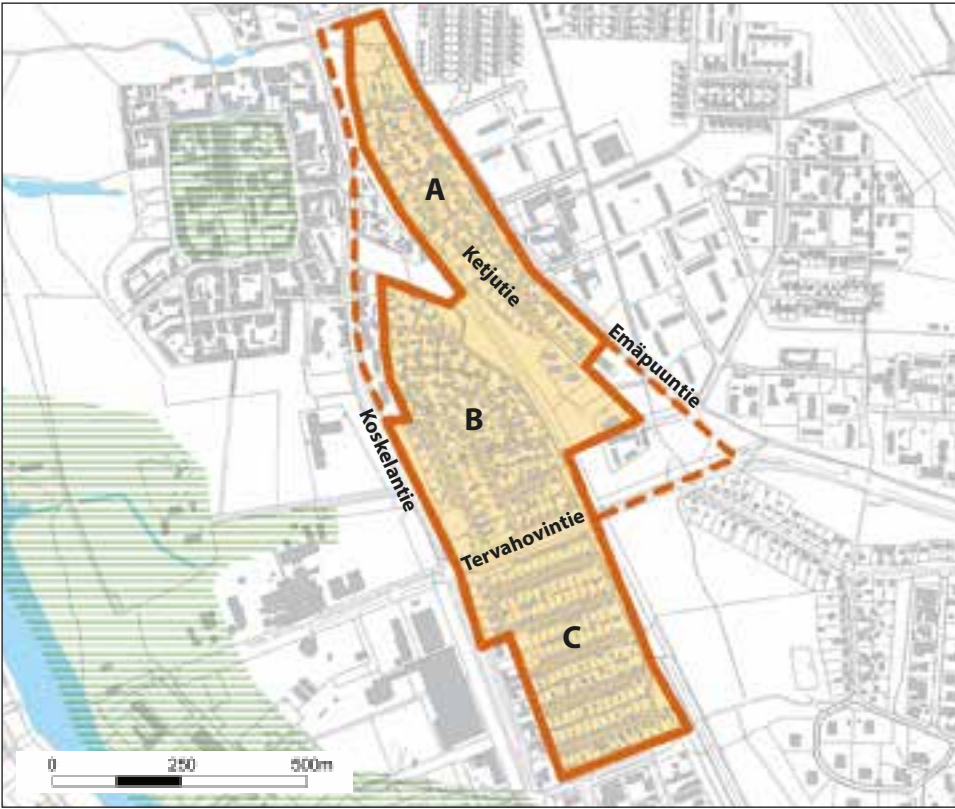 A
Ketjutie
Emäpuuntie
B
Koskelantie
Tervahovintie
C
0 250 500m